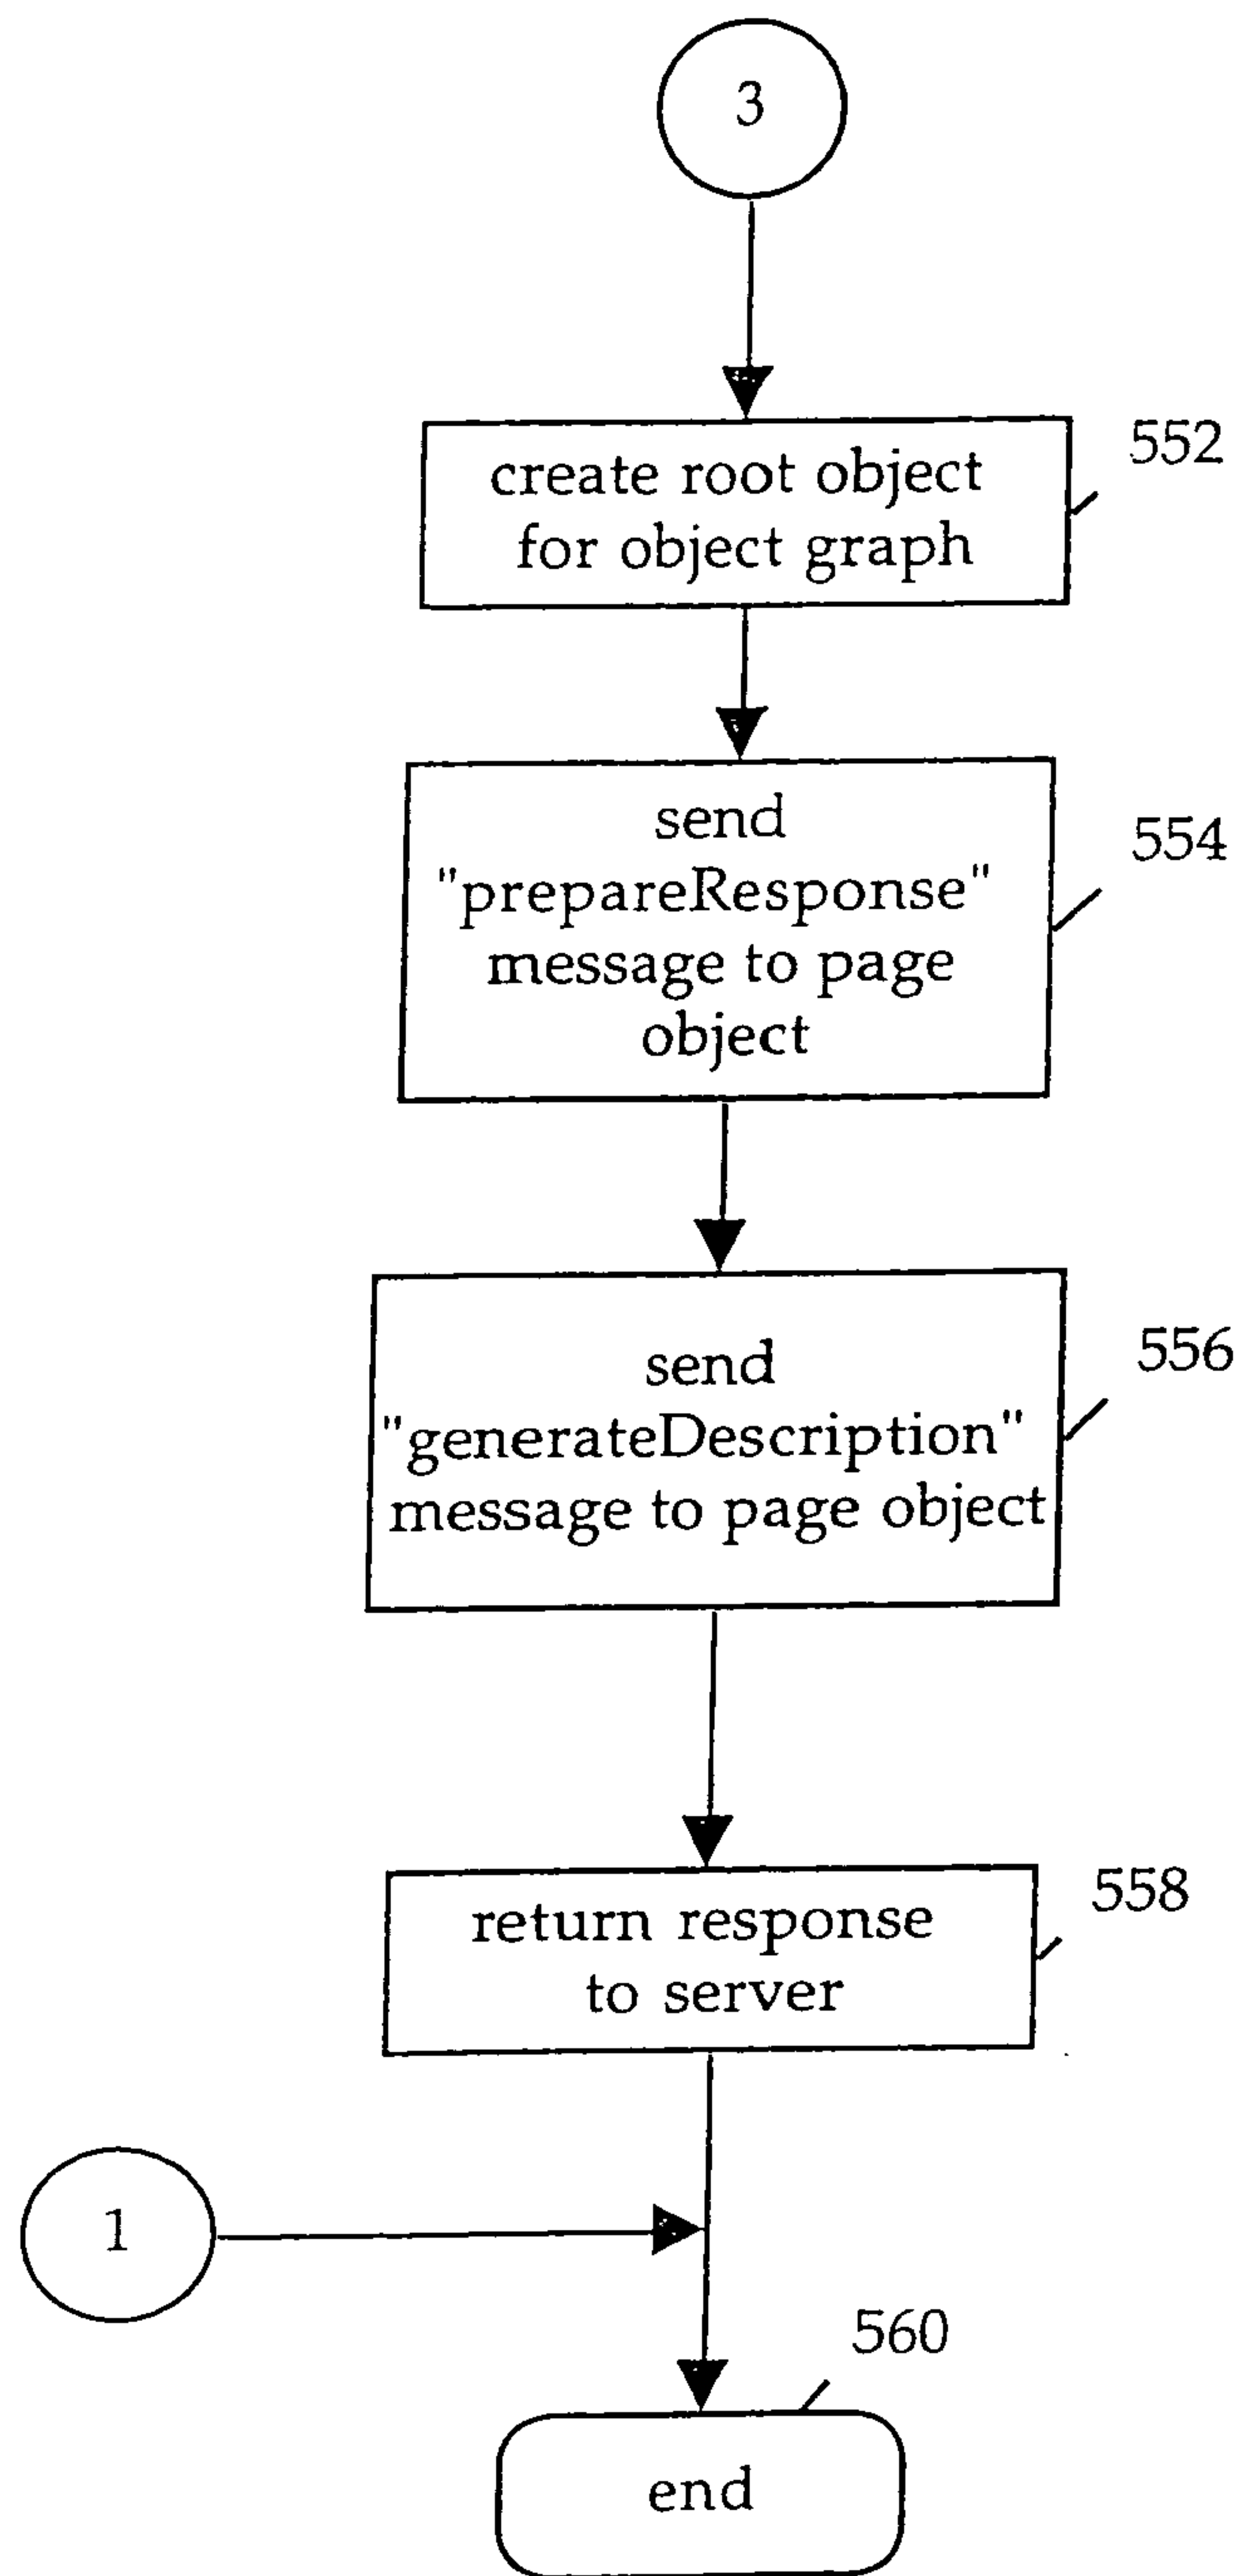 3
create root object
for object graph
552
send
"prepareResponse"
message to page
object
554
send
"generateDescription"
message to page object
556
return response
to server
558
1
560
end